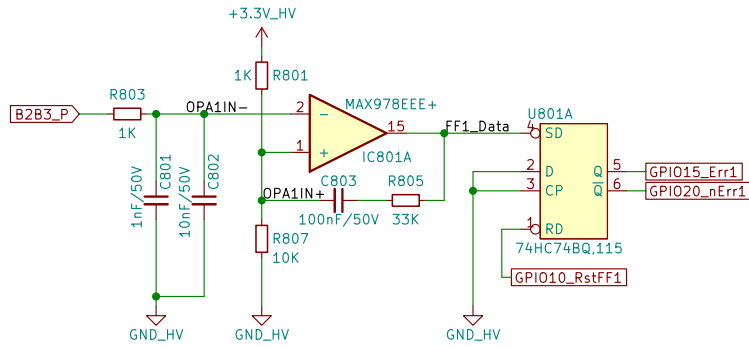 +3.3V_HV
1K R801
R803
B2B3_P
1K
OPA1IN-
MAX978EEE+
2
-
15
1
+
IC801A
FF1_Data
U801A
4 SD
2 D
3 CP
Q 5
Q 6
1 RD
74HC74BQ,115
GPIO15_Err1
GPIO20_nErr1
GPIO10_RstFF1
C801
1nF/50V
C802
10nF/50V
OPA1IN+
C803
100nF/50V
R805
33K
R807
10K
GND_HV
GND_HV
GND_HV